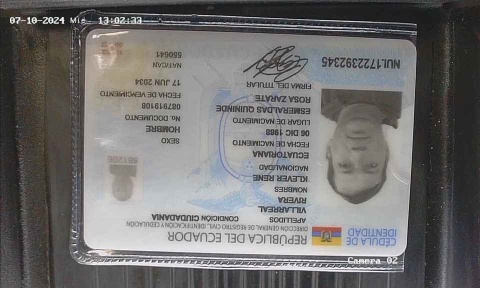 07-10-2024 Mie 13:02:33
CÉDULA DE
IDENTIDAD
REPÚBLICA DEL ECUADOR
DIRECCIÓN GENERAL DE REGISTRO CIVIL, IDENTIFICACIÓN Y CEDULACIÓN
APELLIDOS
VILLARREAL
RIVERA
CONDICIÓN CIUDADANIA
NOMBRES
KLEVER RENE
NACIONALIDAD
ECUATORIANA
FECHA DE NACIMIENTO
06 DIC 1988
LUGAR DE NACIMIENTO
ESMERALDAS QUININDE
ROSA ZARATE
FIRMA DEL TITULAR
SEXO
HOMBRE
No. DOCUMENTO
087919108
FECHA DE VENCIMIENTO
17 JUN 2034
NAT/CAN
550641
NUI.1722392345
Camera 02